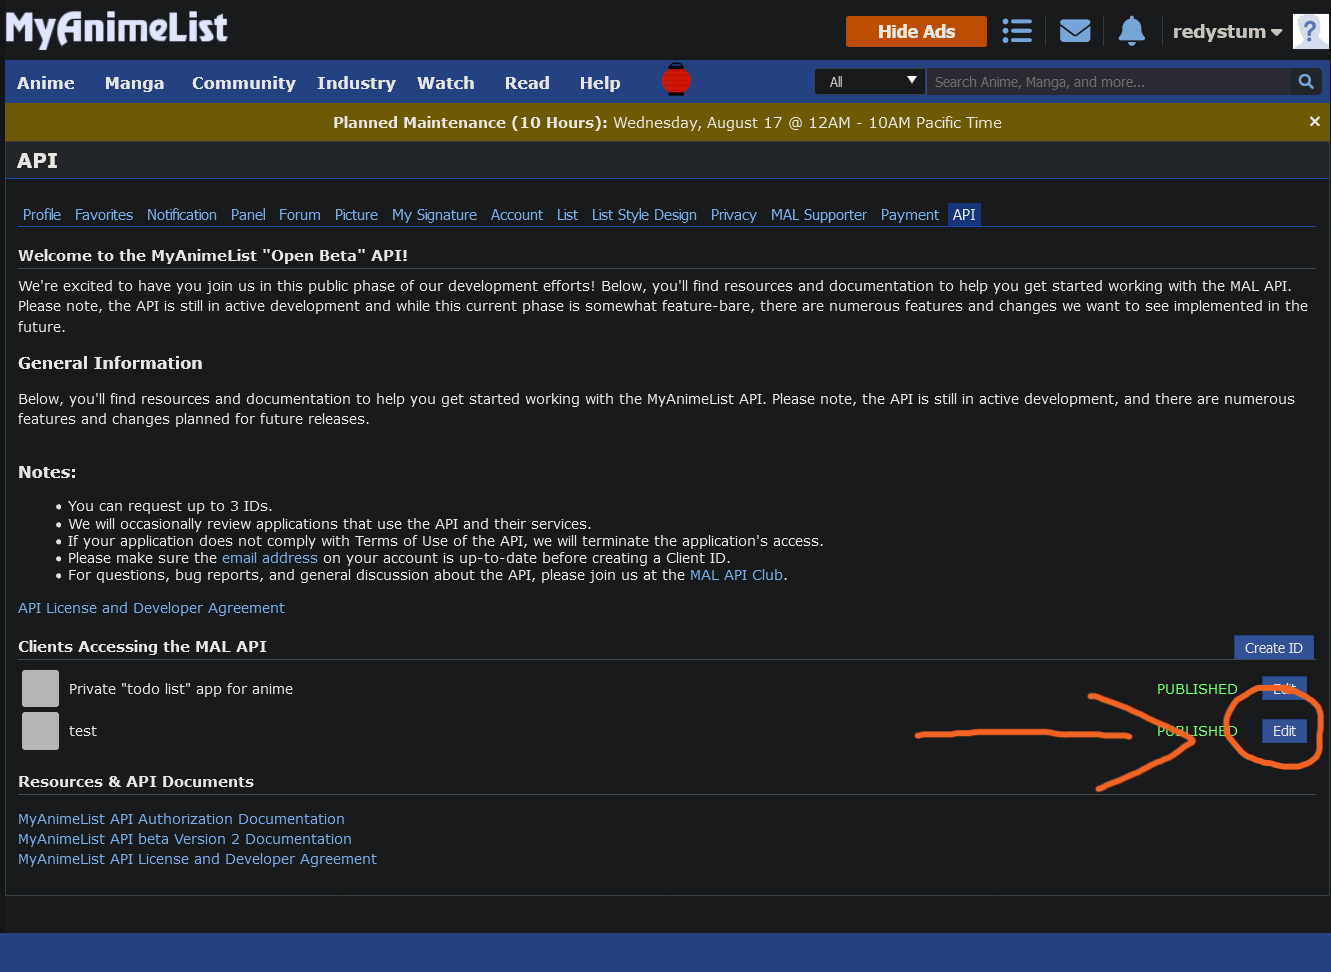 MyAnimeList
Hide Ads
redystum
Anime Manga Community Industry Watch Read Help
All
Search Anime, Manga, and more...
Planned Maintenance (10 Hours): Wednesday, August 17 @ 12AM - 10AM Pacific Time
API
Profile Favorites Notification Panel Forum Picture My Signature Account List List Style Design Privacy MAL Supporter Payment API
Welcome to the MyAnimeList "Open Beta" API!
We're excited to have you join us in this public phase of our development efforts! Below, you'll find resources and documentation to help you get started working with the MAL API.
Please note, the API is still in active development and while this current phase is somewhat feature-bare, there are numerous features and changes we want to see implemented in the
future.
General Information
Below, you'll find resources and documentation to help you get started working with the MyAnimeList API. Please note, the API is still in active development, and there are numerous
features and changes planned for future releases.
Notes:
• You can request up to 3 IDs.
• We will occasionally review applications that use the API and their services.
• If your application does not comply with Terms of Use of the API, we will terminate the application's access.
• Please make sure the email address on your account is up-to-date before creating a Client ID.
• For questions, bug reports, and general discussion about the API, please join us at the MAL API Club.
API License and Developer Agreement
Clients Accessing the MAL API
Create ID
Private "todo list" app for anime PUBLISHED Edit
test PUBLISHED Edit
Resources & API Documents
MyAnimeList API Authorization Documentation
MyAnimeList API beta Version 2 Documentation
MyAnimeList API License and Developer Agreement